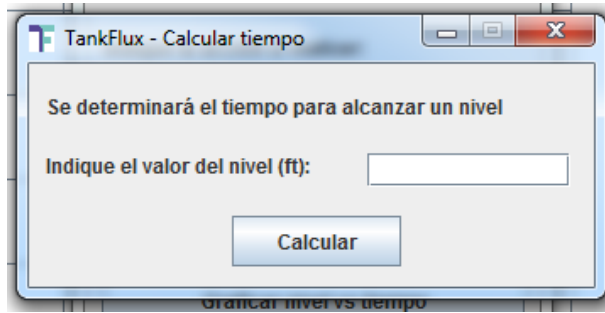 TankFlux - Calcular tiempo
Se determinará el tiempo para alcanzar un nivel
Indique el valor del nivel (ft):
Calcular
Graficar nivel vs tiempo